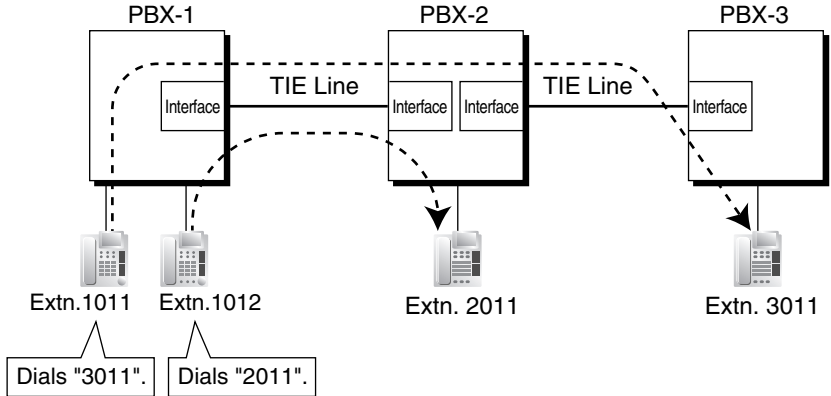 PBX-1
PBX-2
PBX-3
TIE Line
TIE Line
Interface
Interface
Interface
Interface
Extn.1011
Extn.1012
Extn. 2011
Extn. 3011
Dials "3011".
Dials "2011".